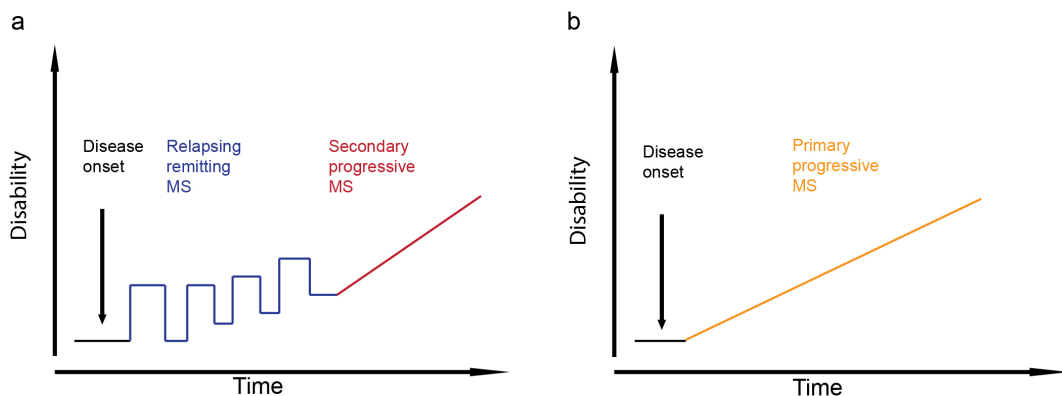 a
Disability
Disease
onset
Relapsing
remitting
MS
Secondary
progressive
MS
Time
b
Disability
Disease
onset
Primary
progressive
MS
Time